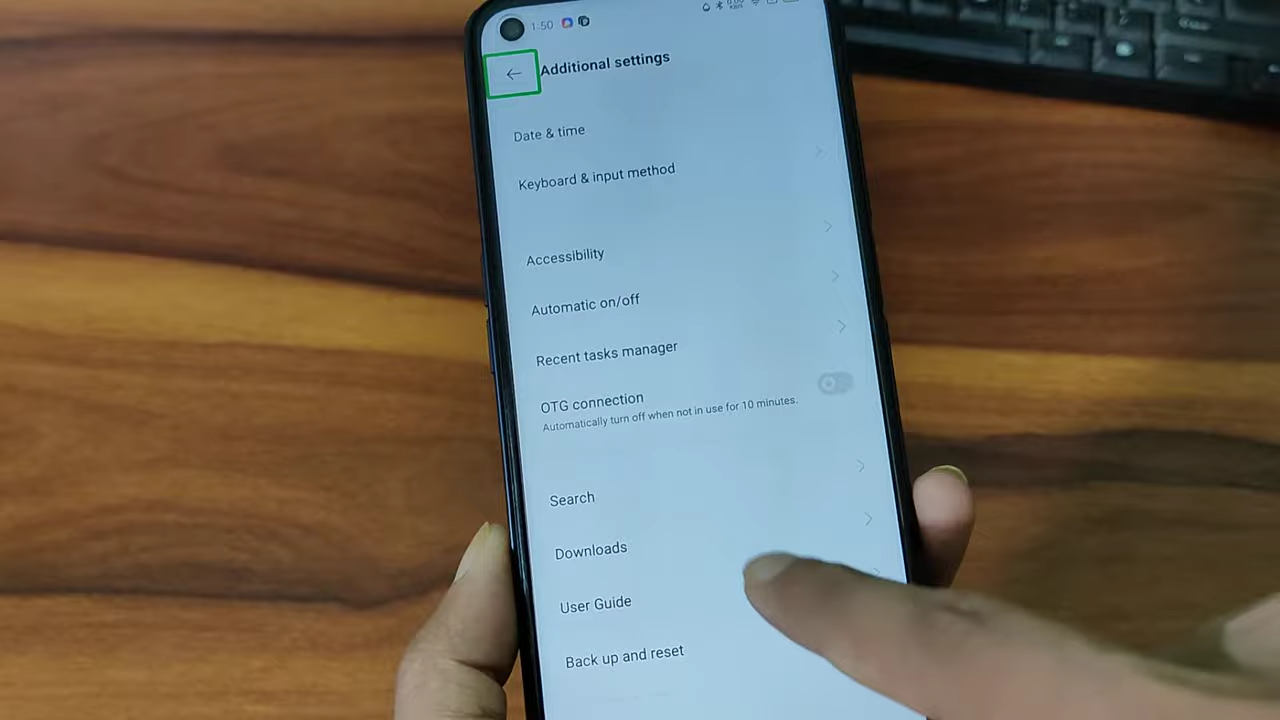 1:50
Additional settings
Date & time
Keyboard & input method
Accessibility
Automatic on/off
Recent tasks manager
OTG connection
Automatically turn off when not in use for 10 minutes.
Search
Downloads
User Guide
Back up and reset